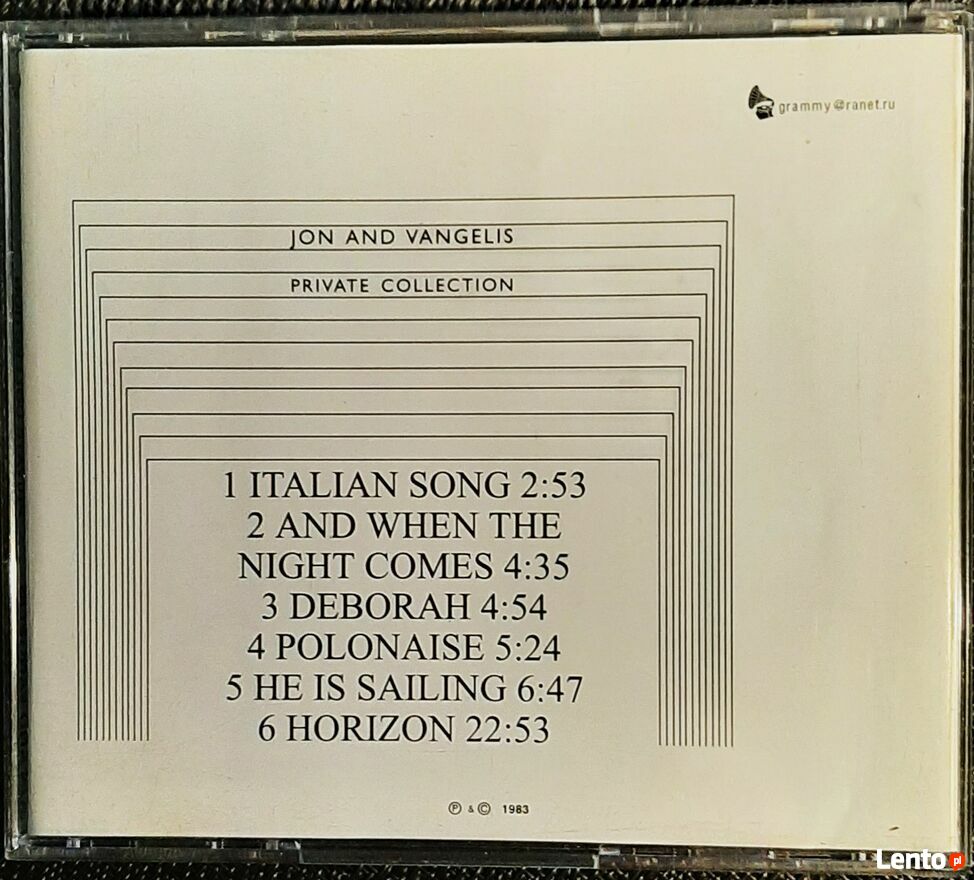 grammy@ranet.ru
JON AND VANGELIS
PRIVATE COLLECTION
1 ITALIAN SONG 2:53
2 AND WHEN THE
NIGHT COMES 4:35
3 DEBORAH 4:54
4 POLONAISE 5:24
5 HE IS SAILING 6:47
6 HORIZON 22:53
℗ & © 1983
Lento pl